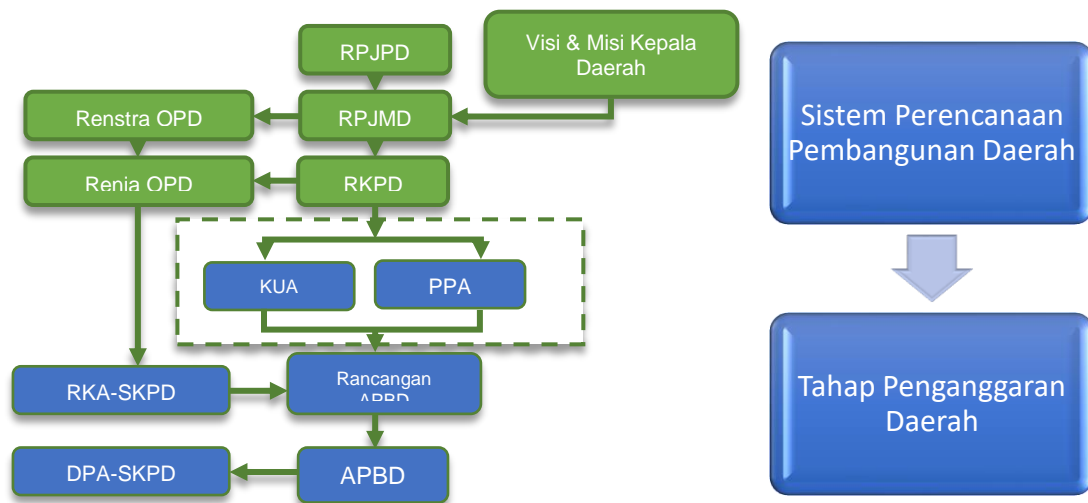 RPJPD
Visi & Misi Kepala
Daerah
Renstra OPD
RPJMD
Renja OPD
RKPD
KUA
PPA
RKA-SKPD
Rancangan
APBD
DPA-SKPD
APBD
Sistem Perencanaan
Pembangunan Daerah
Tahap Penganggaran
Daerah